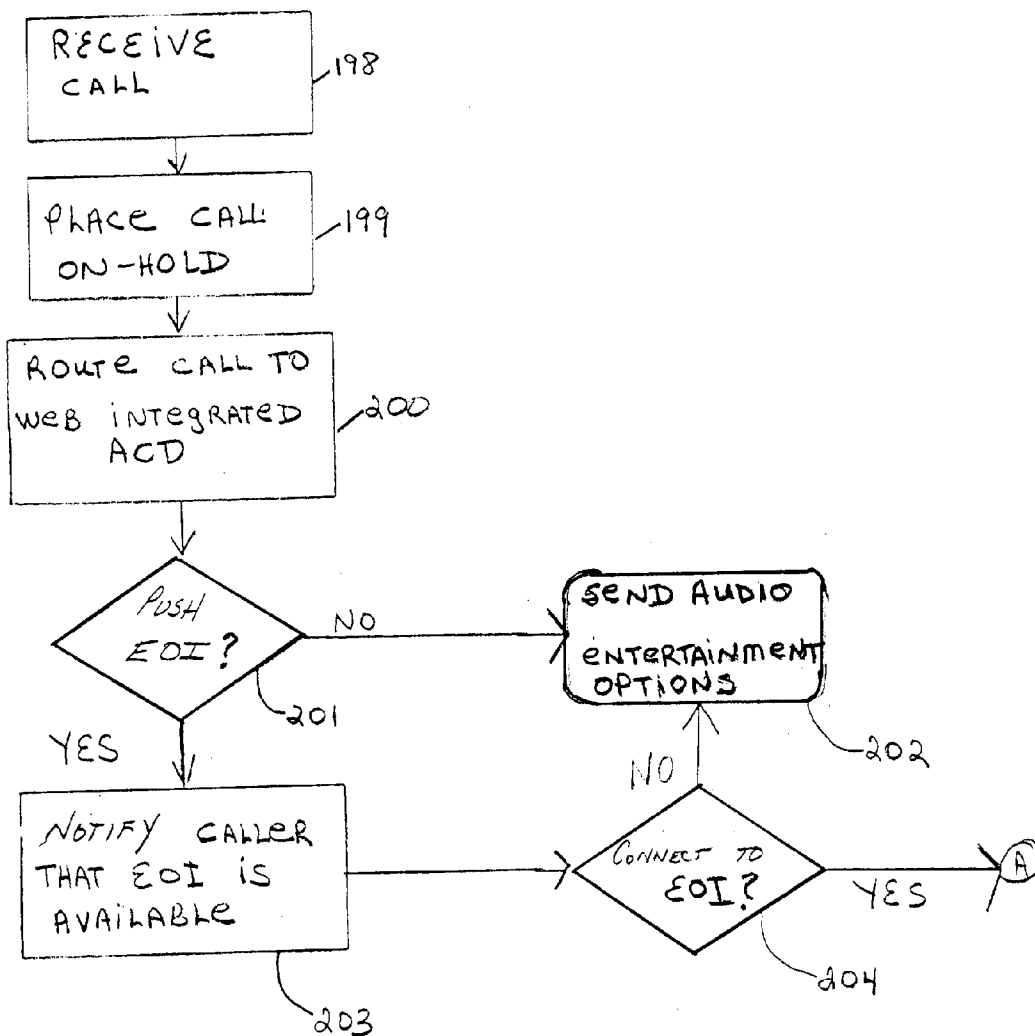 RECEIVE
CALL
198
PLACE CALL
ON-HOLD
199
ROUTE CALL TO
WEB INTEGRATED
ACD
200
PUSH
EOI?
201
NO
SEND AUDIO
ENTERTAINMENT
OPTIONS
202
YES
NOTIFY CALLER
THAT EOI IS
AVAILABLE
203
NO
CONNECT TO
EOI?
204
YES
A